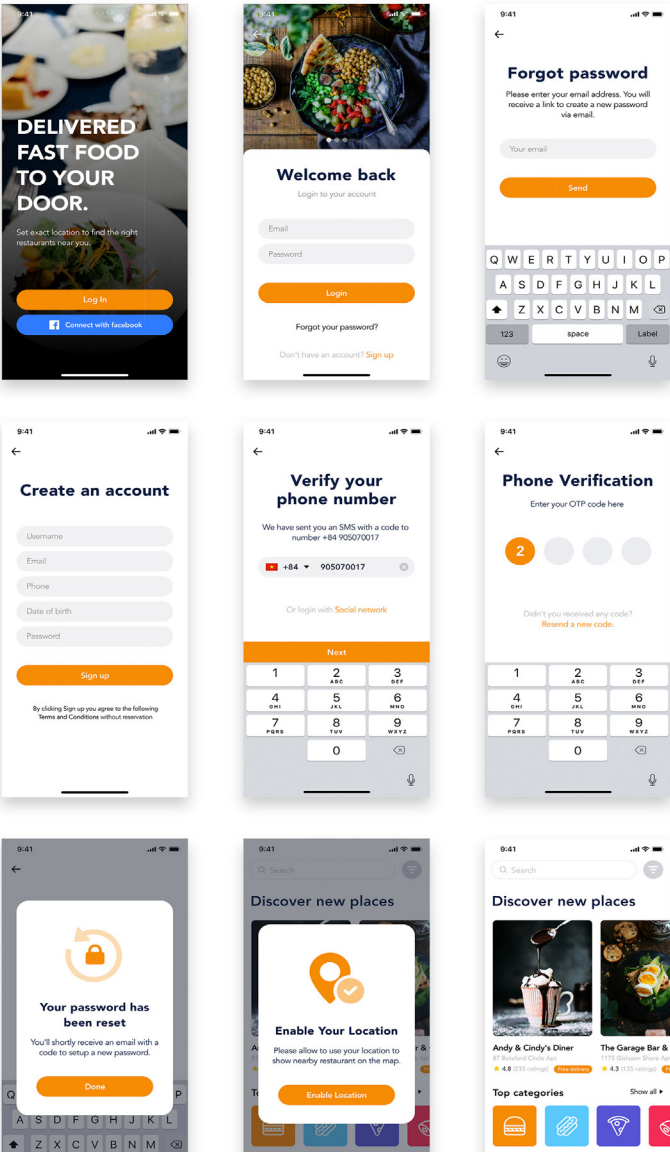 9:41
DELIVERED
FAST FOOD
TO YOUR
DOOR.
Set exact location to find the right
restaurants near you.
Log In
Connect with facebook
9:41
Welcome back
Login to your account
Email
Password
Login
Forgot your password?
Don't have an account? Sign up
9:41
Forgot password
Please enter your email address. You will
receive a link to create a new password
via email.
Your email
Send
Q W E R T Y U I O P
A S D F G H J K L
Z X C V B N M
123 space Label
9:41
Create an account
Username
Email
Phone
Date of birth
Password
Sign up
By clicking Sign up you agree to the following
Terms and Conditions without reservation
9:41
Verify your
phone number
We have sent you an SMS with a code to
number +84 905070017
+84 905070017
Or login with Social network
Next
1 2 3
ABC DEF
4 5 6
GHI JKL MNO
7 8 9
PQRS TUV WXYZ
0
9:41
Phone Verification
Enter your OTP code here
2
Didn't you received any code?
Resend a new code.
1 2 3
ABC DEF
4 5 6
GHI JKL MNO
7 8 9
PQRS TUV WXYZ
0
9:41
Your password has
been reset
You'll shortly receive an email with a
code to setup a new password.
Done
Q P
A S D F G H J K L
Z X C V B N M
9:41
Search
Discover new places
Enable Your Location
Please allow to use your location to
show nearby restaurant on the map.
Enable Location
9:41
Search
Discover new places
Andy & Cindy's Diner
87 Botsford Circle Apt
4.8 (233 ratings) Free delivery
The Garage Bar &
1175 Gislason Shore Ap
4.3 (135 ratings)
Top categories
Show all